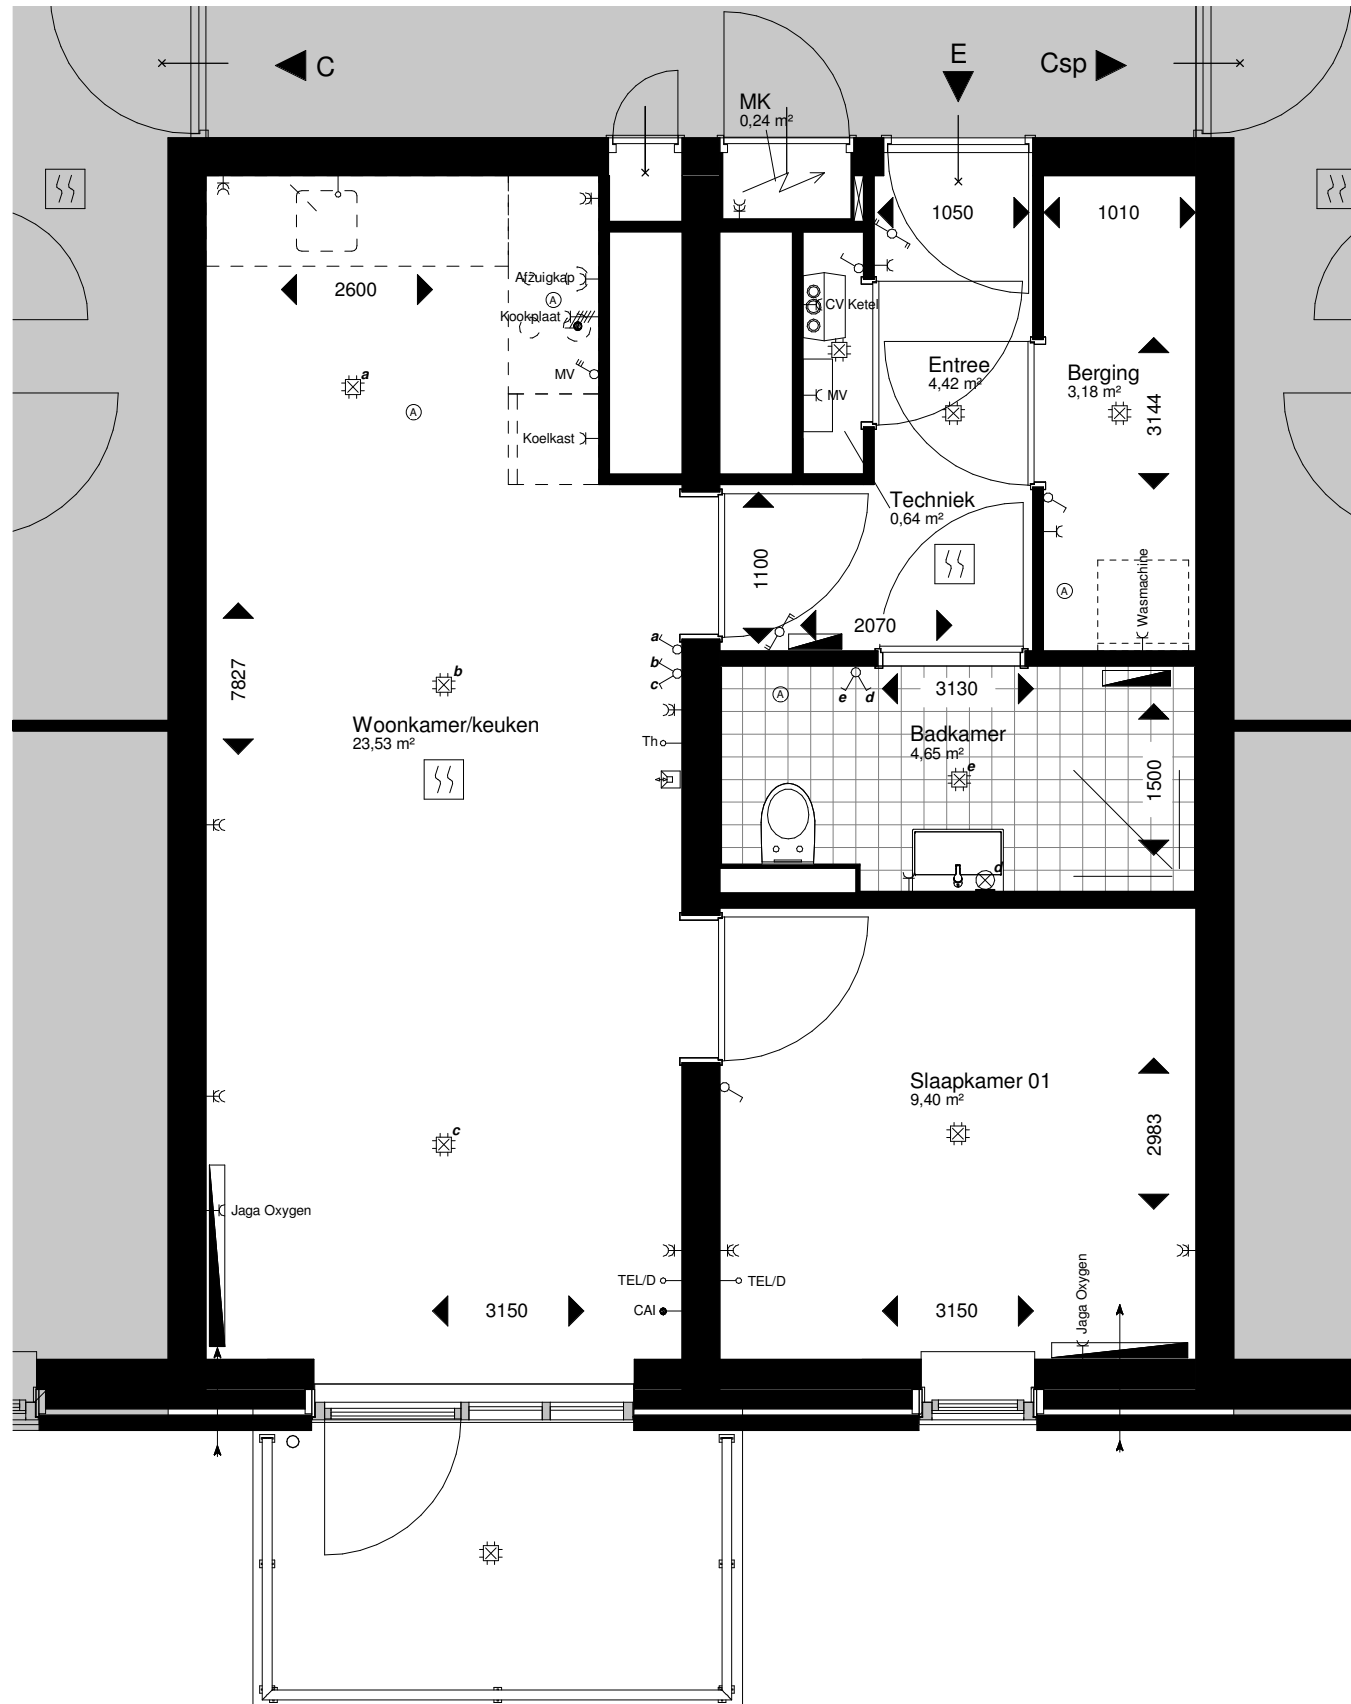 C
E
Csp
MK
0,24 m²
1050
1010
2600
Afzuigkap
A
Kookplaat
CV Ketel
MV
MV
Koelkast
a
A
Entree
4,42 m²
Berging
3,18 m²
3144
Techniek
0,64 m²
1100
2070
A
Wasmachine
a
b
c
7827
b
Woonkamer/keuken
23,53 m²
Th
A
e
d
3130
Badkamer
4,65 m²
e
1500
d
Slaapkamer 01
9,40 m²
2983
c
Jaga Oxygen
TEL/D
TEL/D
CAI
3150
3150
Jaga Oxygen